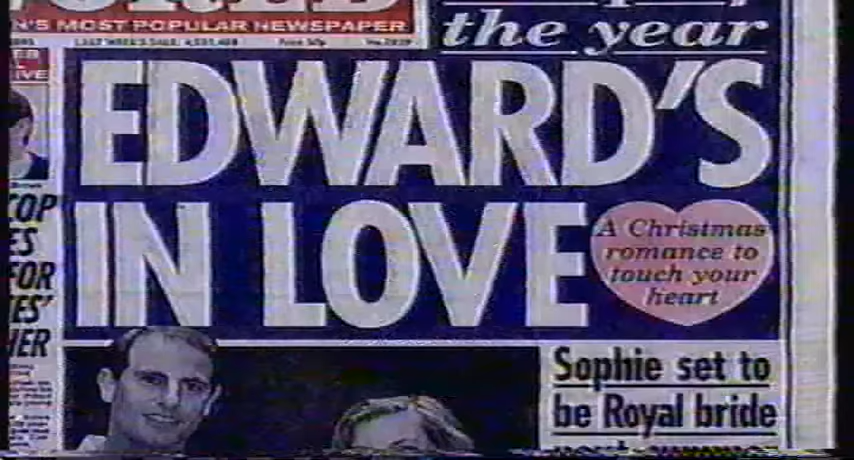 N'S MOST POPULAR NEWSPAPER
the year
EDWARD'S
IN LOVE
A Christmas
romance to
touch your
heart
COP
ES
FOR
ES'
HER
Sophie set to
be Royal bride